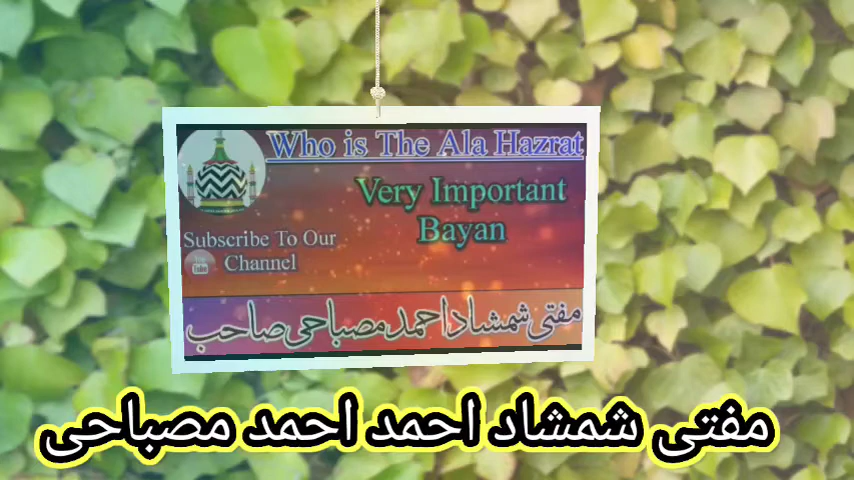 Who is The Ala Hazrat
Very Important
Bayan
Subscribe To Our
Channel
مفتی شمشاد احمد مصباحی صاحب
مفتی شمشاد احمد احمد مصباحی